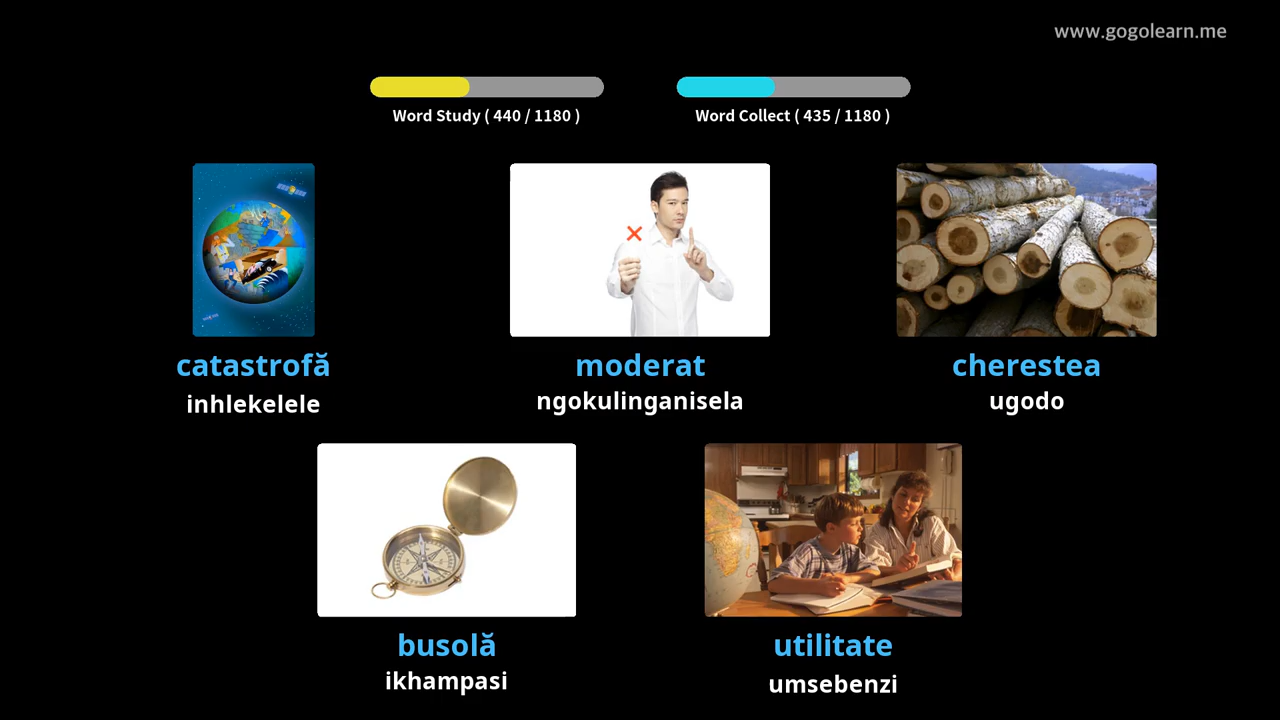 www.gogolearn.me
Word Study ( 440 / 1180 )
Word Collect ( 435 / 1180 )
catastrofă
inhlekelele
moderat
ngokulinganisela
cherestea
ugodo
busolă
ikhampasi
utilitate
umsebenzi